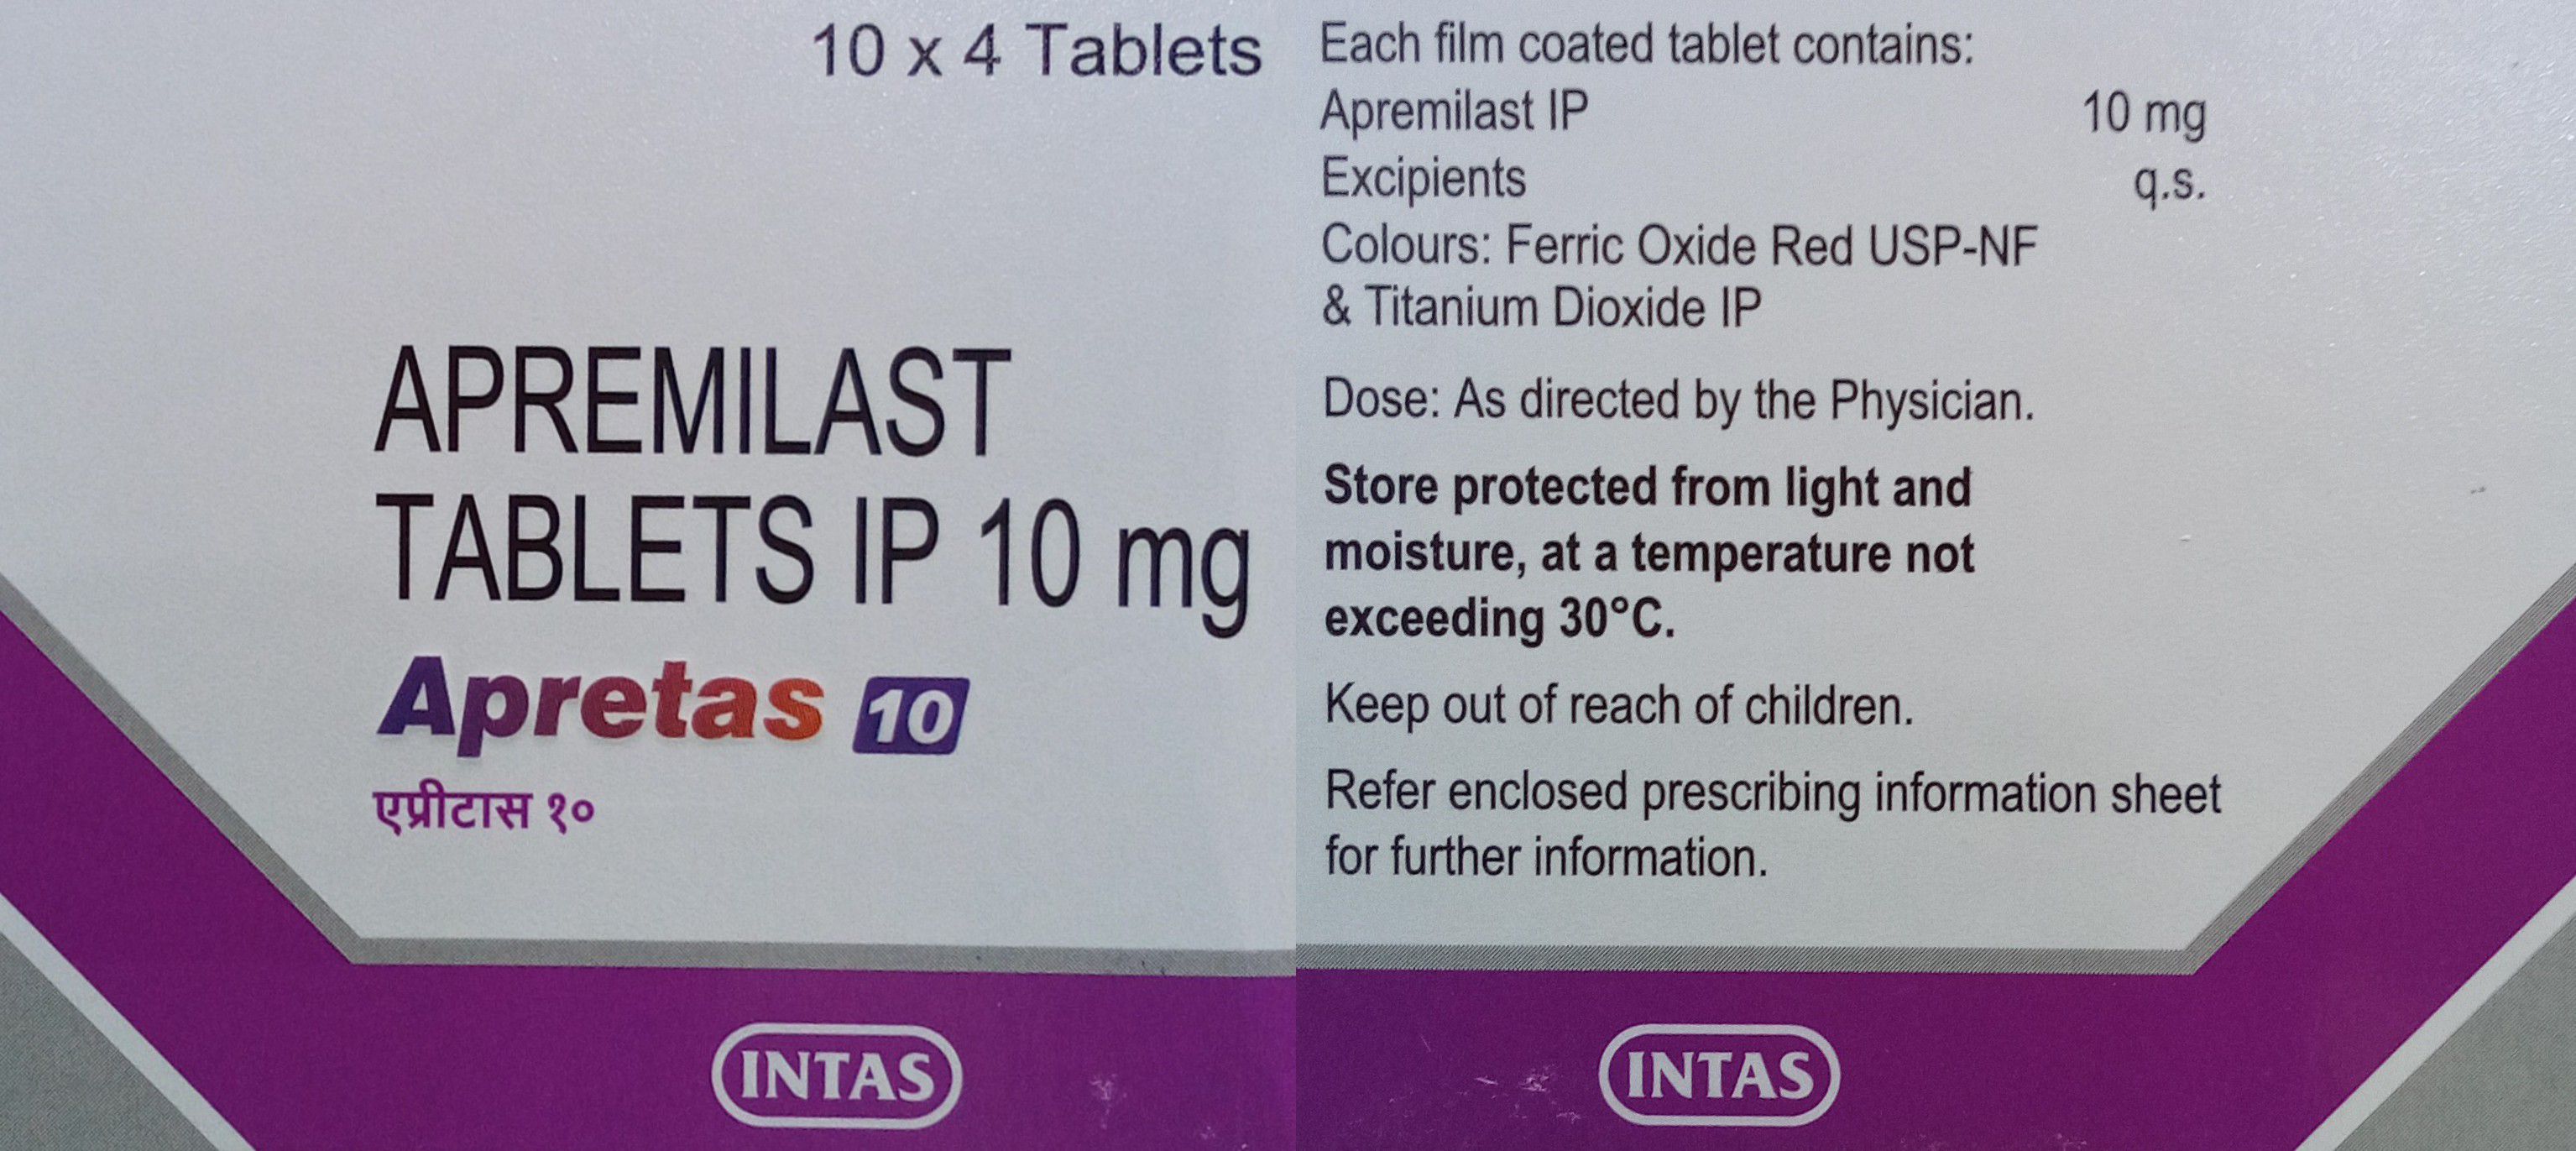 10 x 4 Tablets
APREMILAST
TABLETS IP 10 mg
Apretas 10
एप्रीटास १०
INTAS
Each film coated tablet contains:
Apremilast IP 10 mg
Excipients q.s.
Colours: Ferric Oxide Red USP-NF
& Titanium Dioxide IP
Dose: As directed by the Physician.
Store protected from light and
moisture, at a temperature not
exceeding 30°C.
Keep out of reach of children.
Refer enclosed prescribing information sheet
for further information.
INTAS